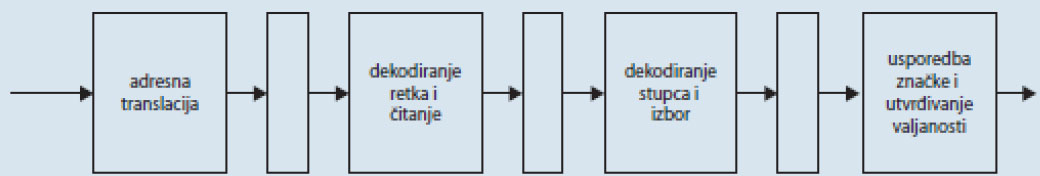 adresna
translacija
dekodiranje
retka i
čitanje
dekodiranje
stupca i
izbor
usporedba
značke i
utvrđivanje
valjanosti